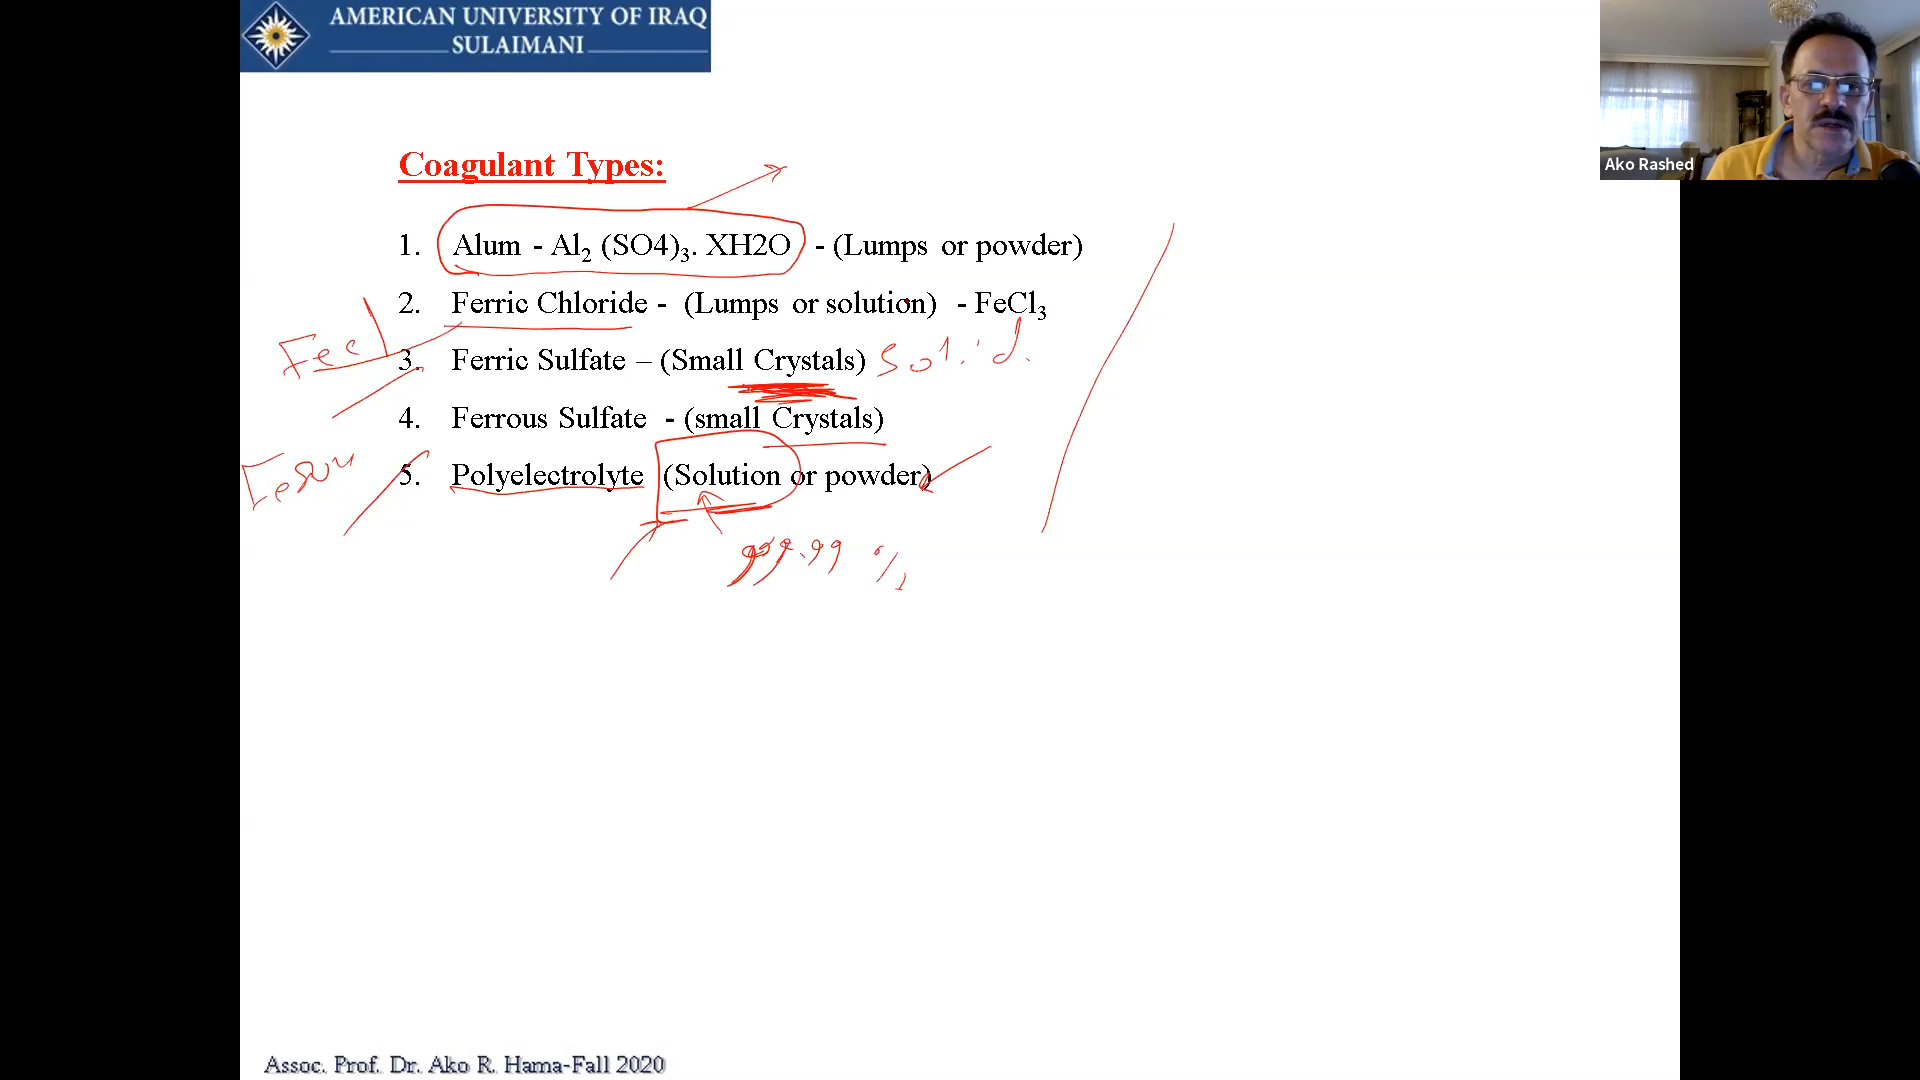 AMERICAN UNIVERSITY OF IRAQ
SULAIMANI
Ako Rashed
Coagulant Types:
1. Alum - Al₂ (SO4)₃. XH2O - (Lumps or powder)
2. Ferric Chloride - (Lumps or solution) - FeCl₃
3. Ferric Sulfate – (Small Crystals) Solid.
4. Ferrous Sulfate - (small Crystals)
5. Polyelectrolyte (Solution or powder)
Assoc. Prof. Dr. Ako R. Hama-Fall 2020